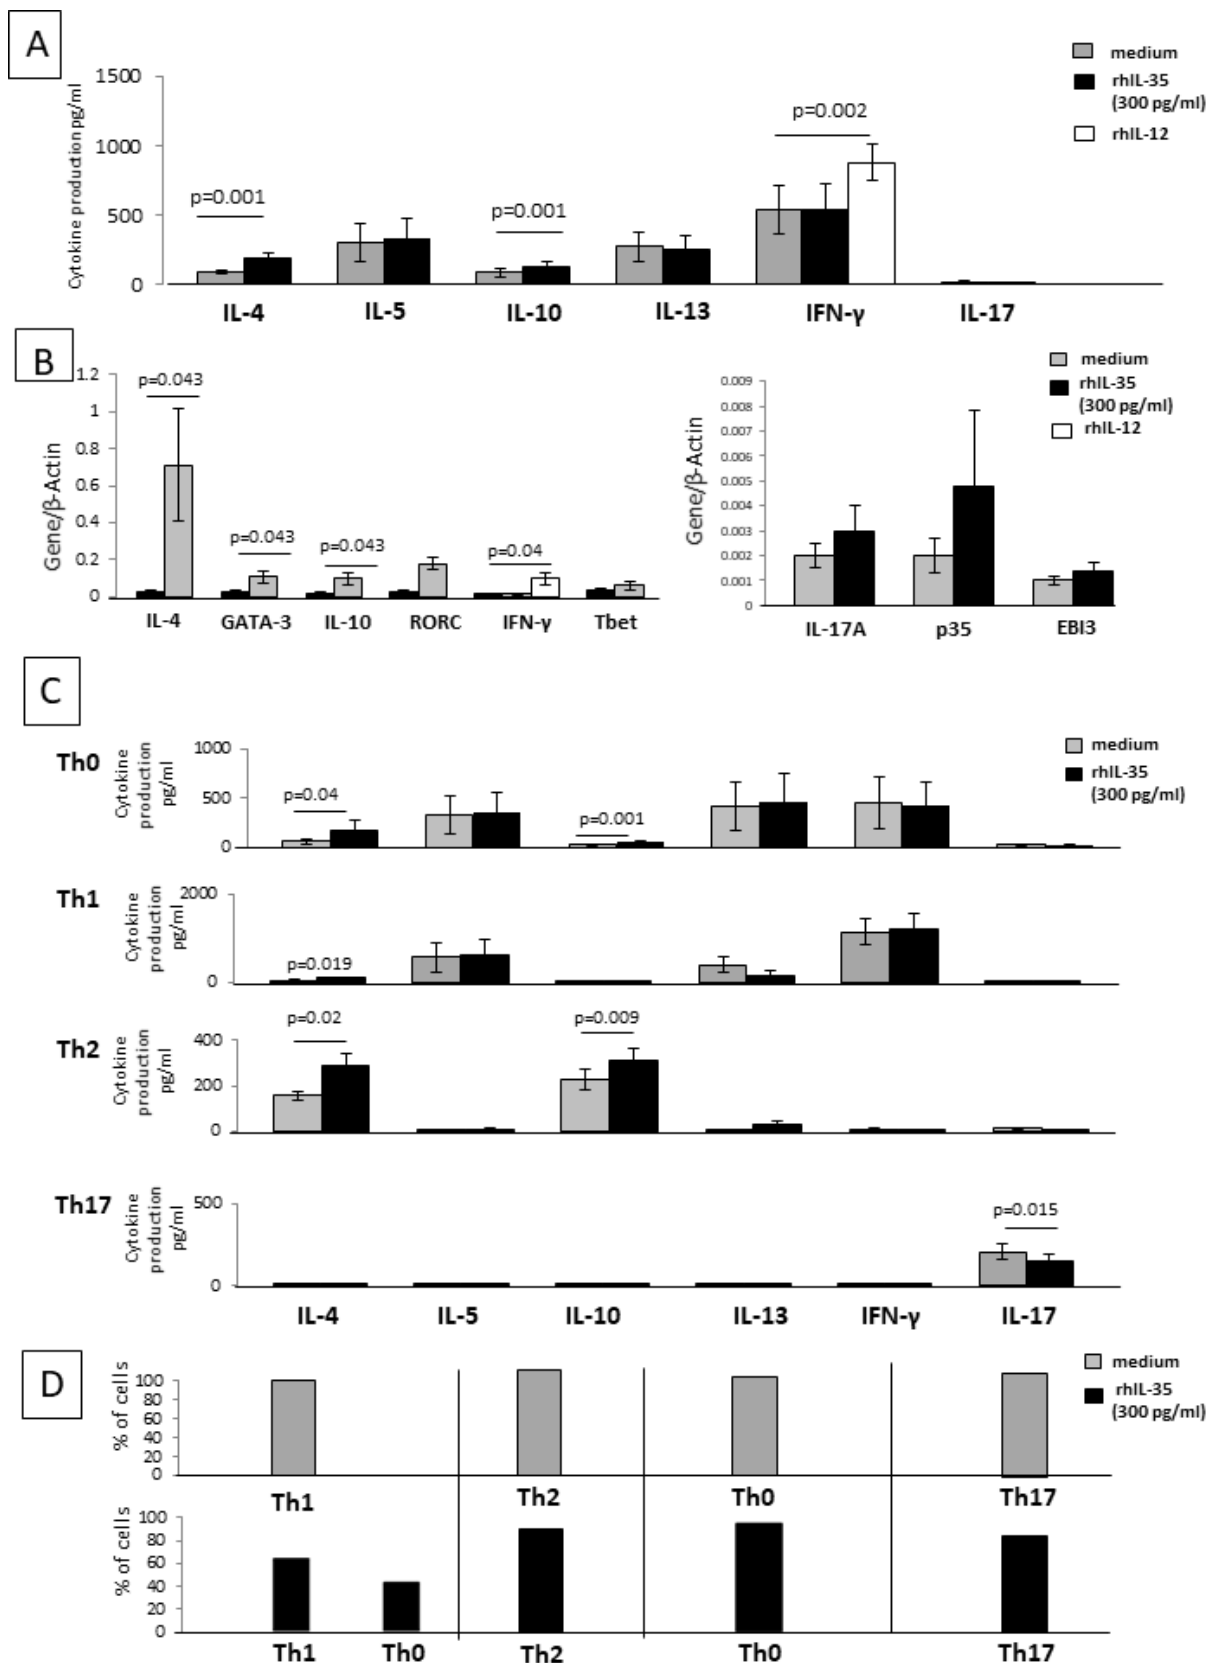 A
Cytokine production pg/ml
1500
1000
500
0
p=0.001
p=0.001
p=0.002
medium
rhIL-35
(300 pg/ml)
rhIL-12
IL-4 IL-5 IL-10 IL-13 IFN-γ IL-17
B
Gene/β-Actin
1.2
1
0.8
0.6
0.4
0.2
0
p=0.043
p=0.043
p=0.043
p=0.04
IL-4 GATA-3 IL-10 RORC IFN-γ Tbet
Gene/β-Actin
0.009
0.008
0.007
0.006
0.005
0.004
0.003
0.002
0.001
0
medium
rhIL-35
(300 pg/ml)
rhIL-12
IL-17A p35 EBI3
C
medium
rhIL-35
(300 pg/ml)
Th0
Cytokine
production
pg/ml
1000
500
0
p=0.04
p=0.001
Th1
Cytokine
production
pg/ml
2000
0
p=0.019
Th2
Cytokine
production
pg/ml
400
200
0
p=0.02
p=0.009
Th17
Cytokine
production
pg/ml
500
0
p=0.015
IL-4 IL-5 IL-10 IL-13 IFN-γ IL-17
D
medium
rhIL-35
(300 pg/ml)
% of cells
100
80
60
40
20
0
Th1 Th2 Th0 Th17
% of cells
100
80
60
40
20
0
Th1 Th0 Th2 Th0 Th17